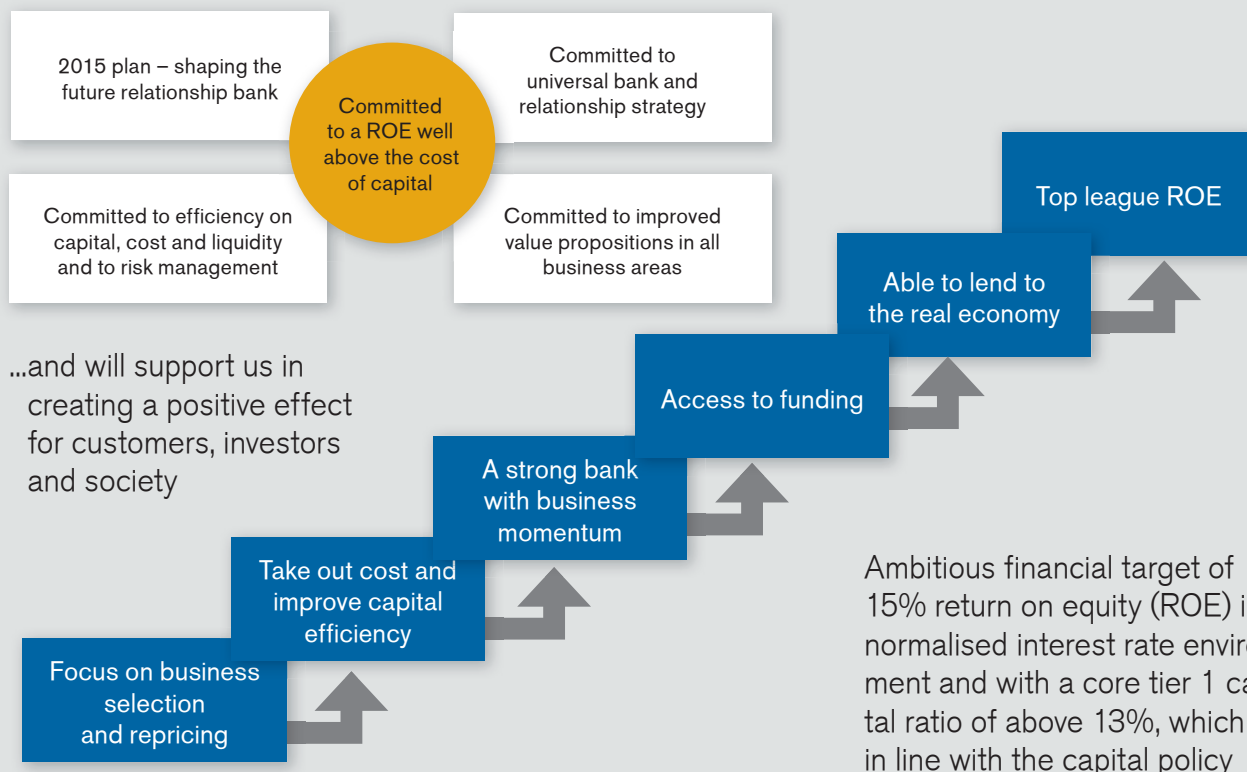 2015 plan – shaping the
future relationship bank
Committed to
universal bank and
relationship strategy
Committed
to a ROE well
above the cost
of capital
Committed to efficiency on
capital, cost and liquidity
and to risk management
Committed to improved
value propositions in all
business areas
...and will support us in
creating a positive effect
for customers, investors
and society
Top league ROE
Able to lend to
the real economy
Access to funding
A strong bank
with business
momentum
Take out cost and
improve capital
efficiency
Focus on business
selection
and repricing
Ambitious financial target of
15% return on equity (ROE)
normalised interest rate
ment and with a core tier 1
tal ratio of above 13%, which
in line with the capital policy